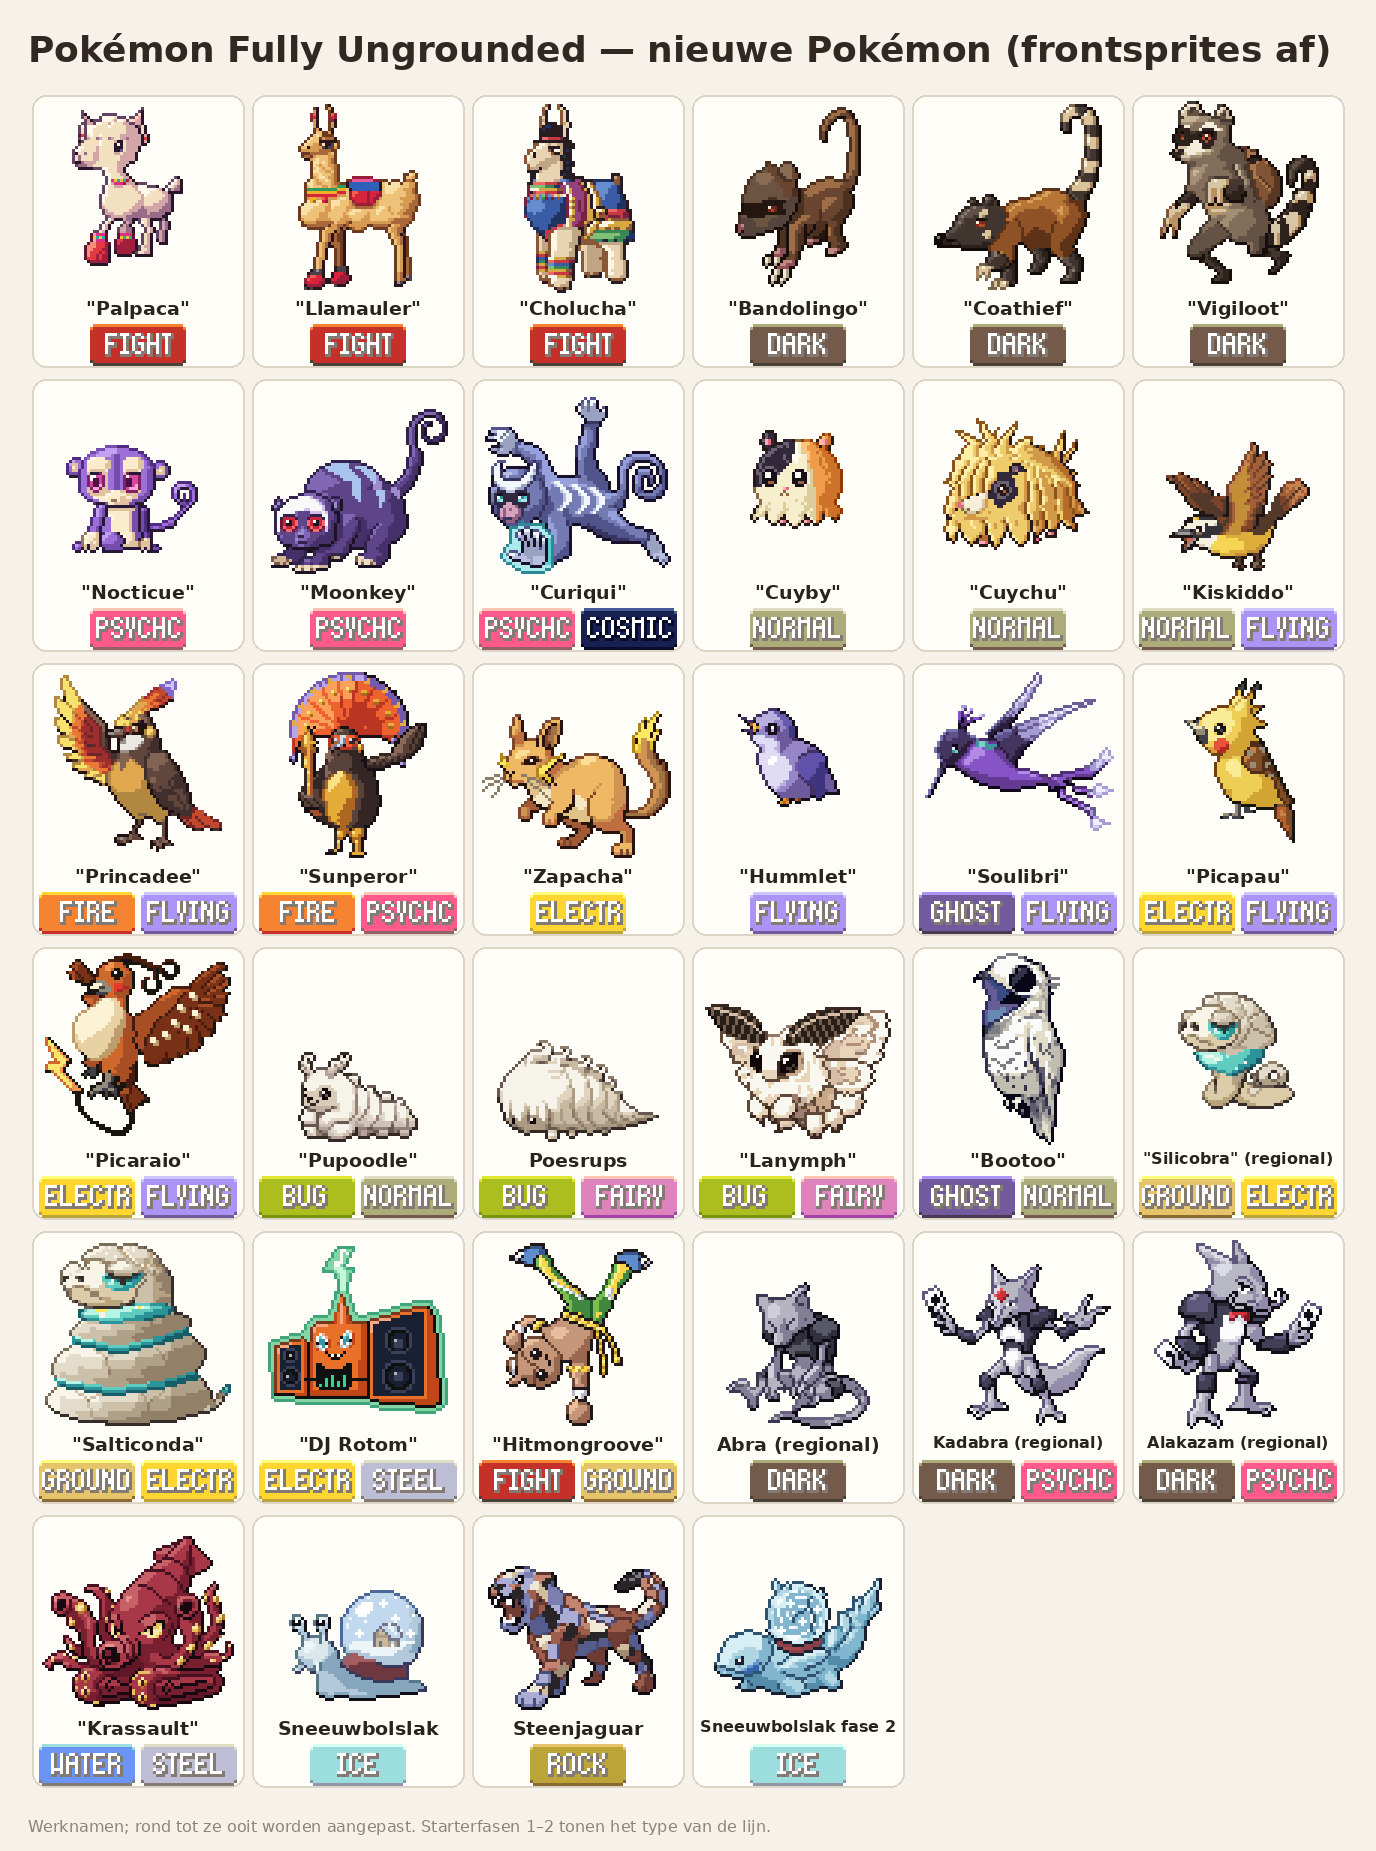 Pokémon Fully Ungrounded — nieuwe Pokémon (frontsprites af)
"Palpaca" "Llamauler" "Cholucha" "Bandolingo" "Coathief" "Vigiloot"
FIGHT FIGHT FIGHT DARK DARK DARK
"Nocticue" "Moonkey" "Curiqui" "Cuyby" "Cuychu" "Kiskiddo"
PSYCHC PSYCHC PSYCHC COSMIC NORMAL NORMAL NORMAL FLYING
"Princadee" "Sunperor" "Zapacha" "Hummlet" "Soulibri" "Picapau"
FIRE FLYING FIRE PSYCHC ELECTR FLYING GHOST FLYING ELECTR FLYING
"Picaraio" "Pupoodle" Poesrups "Lanymph" "Bootoo" "Silicobra" (regional)
ELECTR FLYING BUG NORMAL BUG FAIRY BUG FAIRY GHOST NORMAL GROUND ELECTR
"Salticonda" "DJ Rotom" "Hitmongroove" Abra (regional) Kadabra (regional) Alakazam (regional)
GROUND ELECTR ELECTR STEEL FIGHT GROUND DARK DARK PSYCHC DARK PSYCHC
"Krassault" Sneeuwbolslak Steenjaguar Sneeuwbolslak fase 2
WATER STEEL ICE ROCK ICE
Werknamen; rond tot ze ooit worden aangepast. Starterfasen 1–2 tonen het type van de lijn.